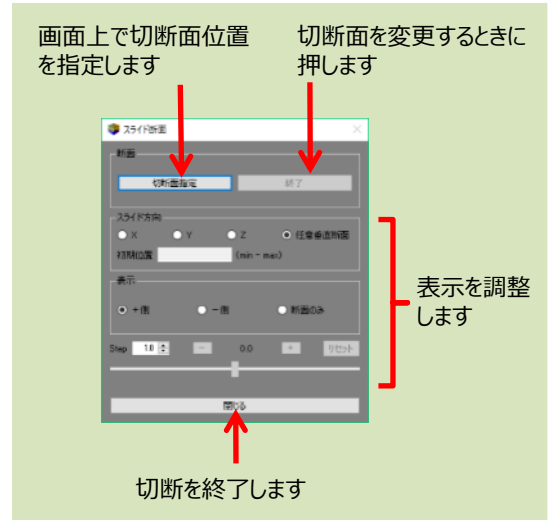 画面上で切断面位置
を指定します
切断面を変更するときに
押します
スライド断面
断面
切断面指定
終了
スライド方向
X Y Z 任意垂直断面
初期位置 (min ~ max)
表示
+側 -側 断面のみ
Step 1.0 - 0.0 + リセット
閉じる
表示を調整
します
切断を終了します